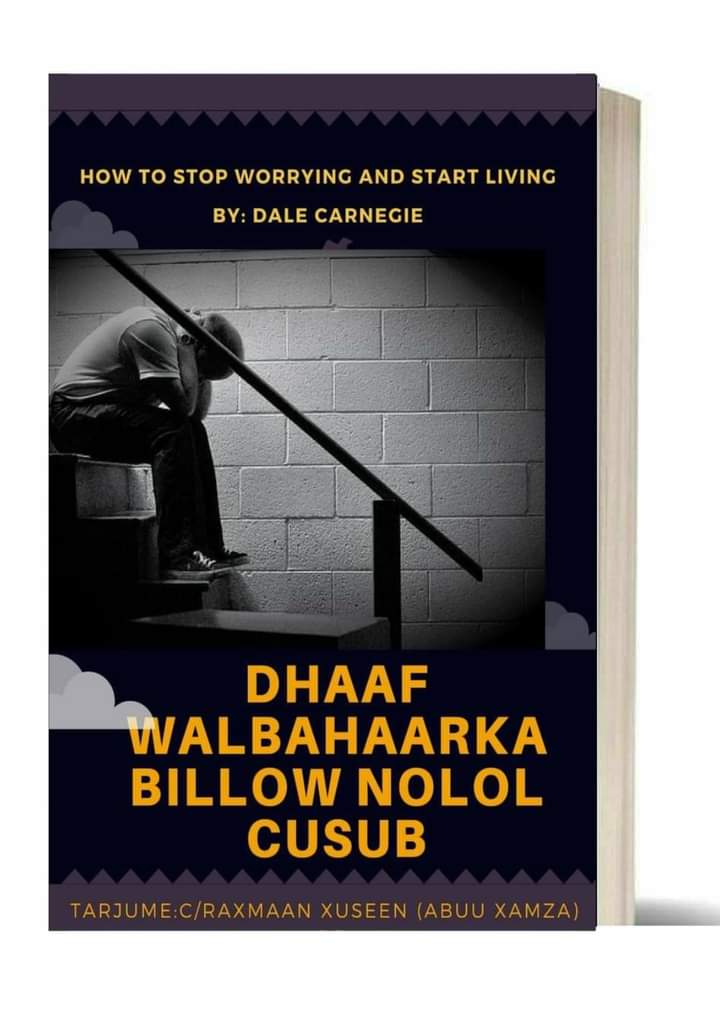 HOW TO STOP WORRYING AND START LIVING
BY: DALE CARNEGIE
DHAAF
WALBAHAARKA
BILLOW NOLOL
CUSUB
TARJUME:C/RAXMAAN XUSEEN (ABUU XAMZA)